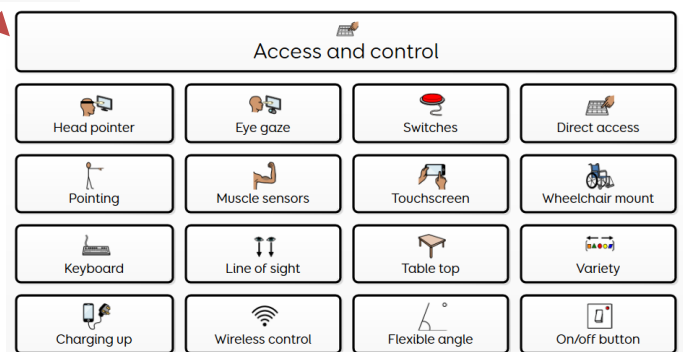 Access and control
Head pointer
Eye gaze
Switches
Direct access
Pointing
Muscle sensors
Touchscreen
Wheelchair mount
Keyboard
Line of sight
Table top
Variety
Charging up
Wireless control
Flexible angle
On/off button